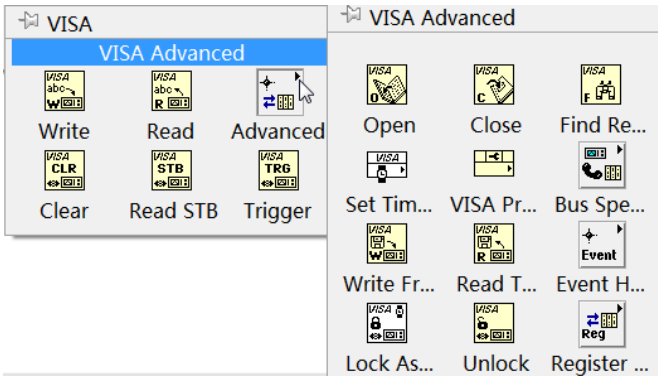 VISA
VISA Advanced
VISA abc W
VISA abc R
Write Read Advanced
VISA CLR
VISA STB
VISA TRG
Clear Read STB Trigger
VISA Advanced
VISA O
VISA C
VISA F
Open Close Find Re...
VISA
Set Tim... VISA Pr... Bus Spe...
VISA W
VISA R
Event
Write Fr... Read T... Event H...
VISA
VISA
Reg
Lock As... Unlock Register ...